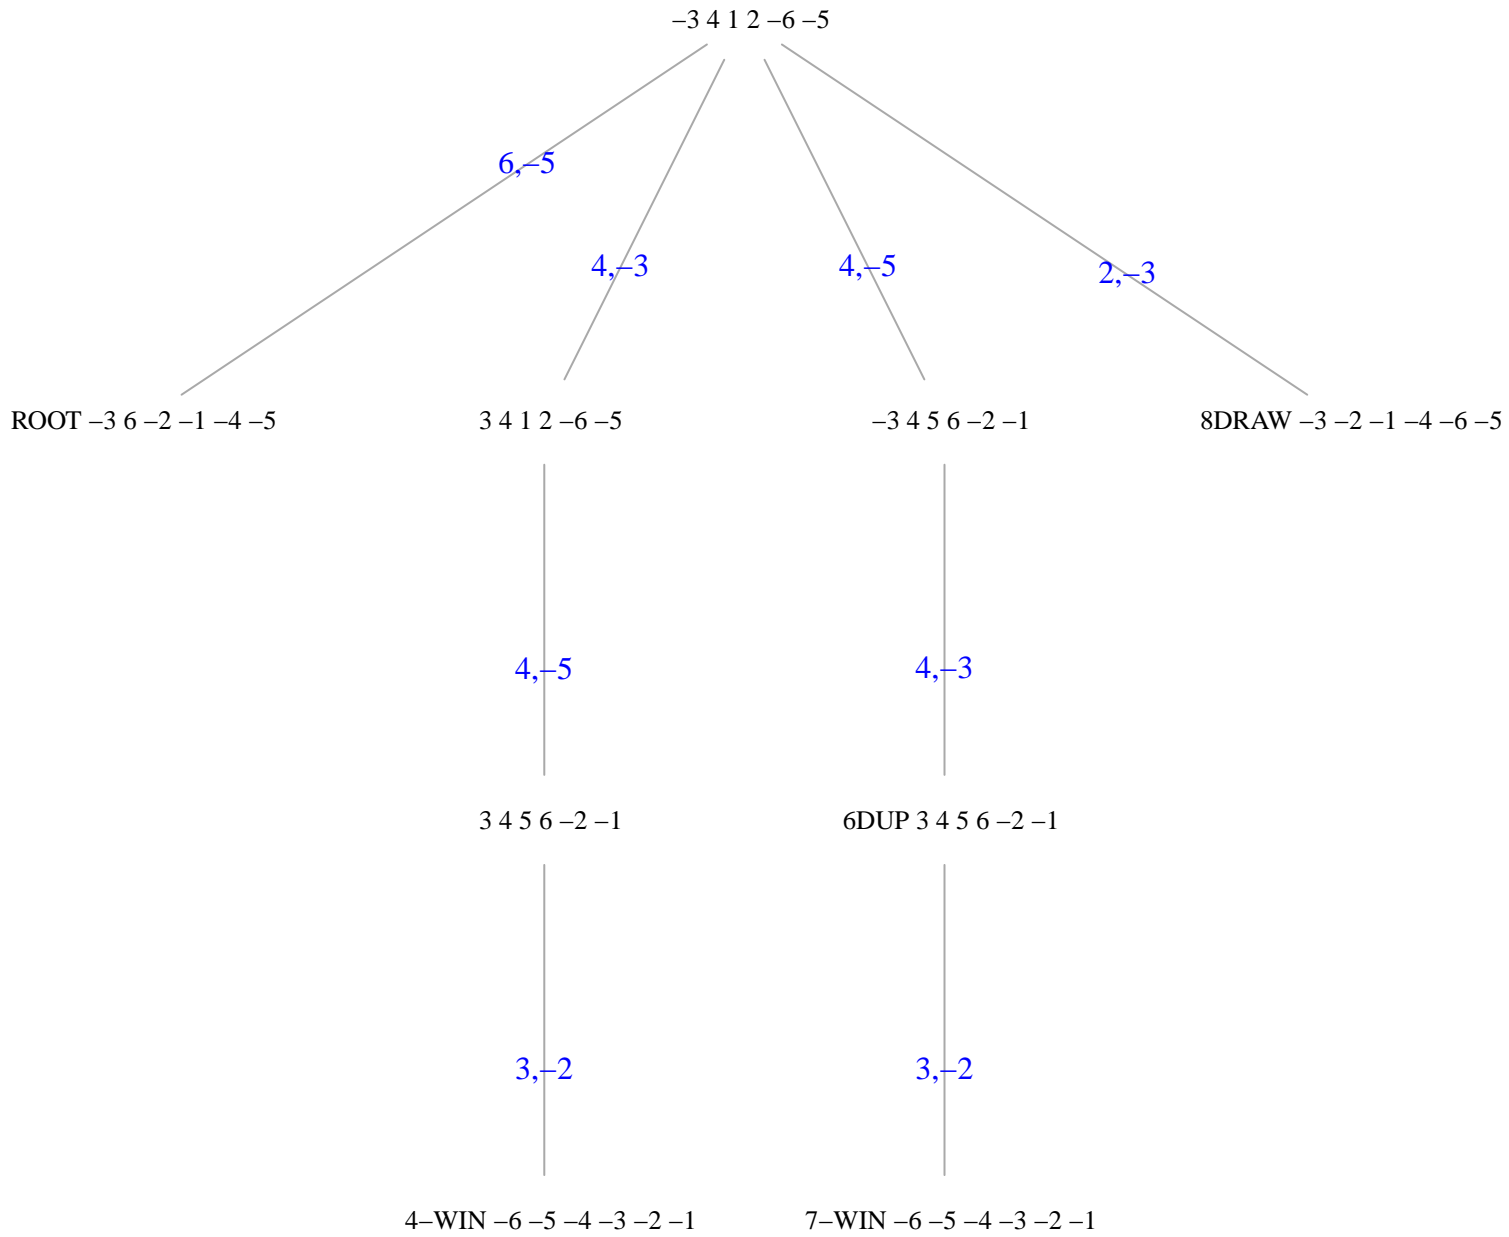 –3 4 1 2 –6 –5
6,–5
4,–3
4,–5
2,–3
ROOT –3 6 –2 –1 –4 –5
3 4 1 2 –6 –5
–3 4 5 6 –2 –1
8DRAW –3 –2 –1 –4 –6 –5
4,–5
4,–3
3 4 5 6 –2 –1
6DUP 3 4 5 6 –2 –1
3,–2
3,–2
4–WIN –6 –5 –4 –3 –2 –1
7–WIN –6 –5 –4 –3 –2 –1